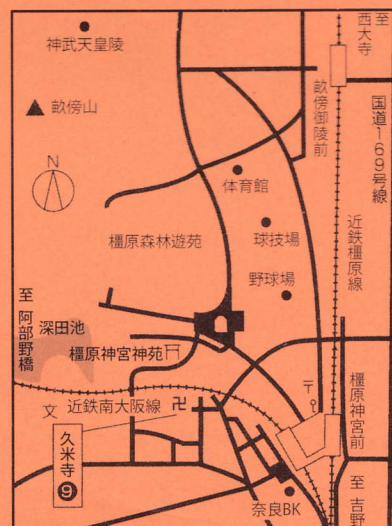 神武天皇陵
畝傍山
N
至
西大寺
国道169号線
畝傍御陵前
近鉄橿原線
体育館
橿原森林遊苑
球技場
野球場
至 阿部野橋
深田池
橿原神宮神苑
文
近鉄南大阪線
久米寺
9
橿原神宮前
奈良BK
至 吉野